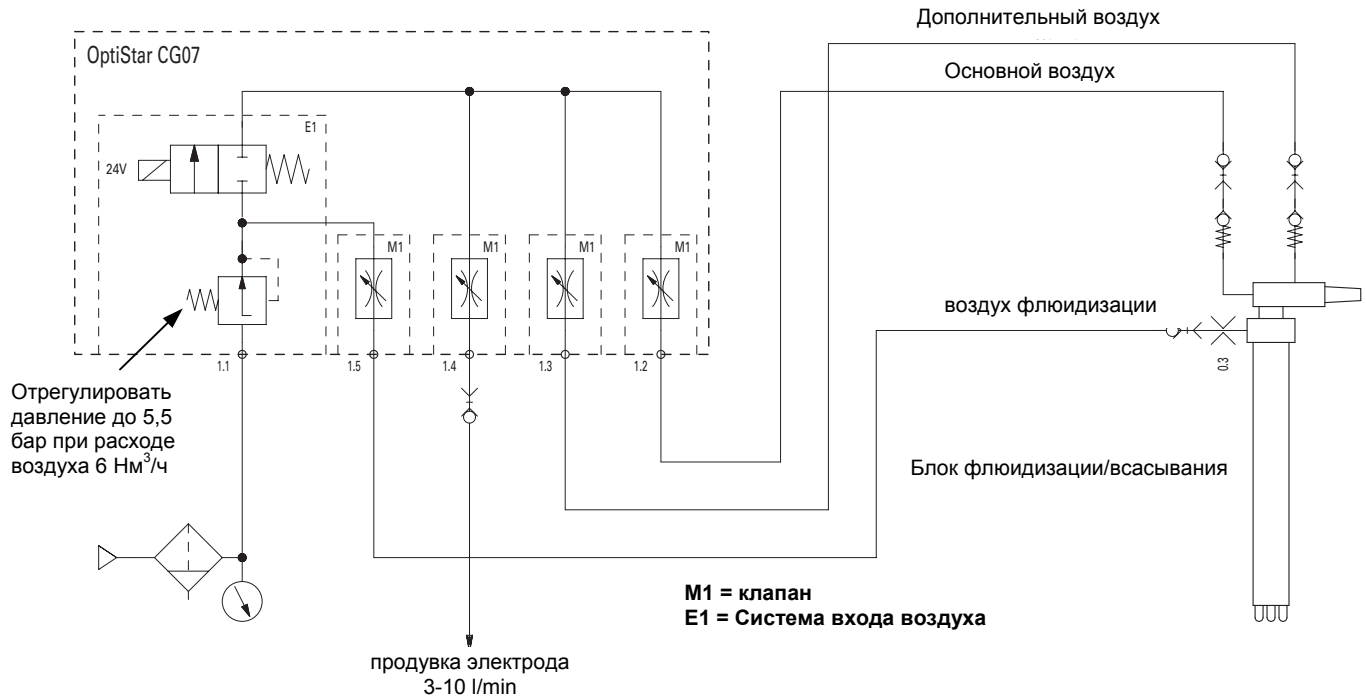 Дополнительный воздух
OptiStar CG07
Основной воздух
E1
24V
M1
M1
M1
M1
воздух флюидизации
0.3
1.1
1.5
1.4
1.3
1.2
Отрегулировать
давление до 5,5
бар при расходе
воздуха 6 Нм³/ч
Блок флюидизации/всасывания
M1 = клапан
E1 = Система входа воздуха
продувка электрода
3-10 l/min